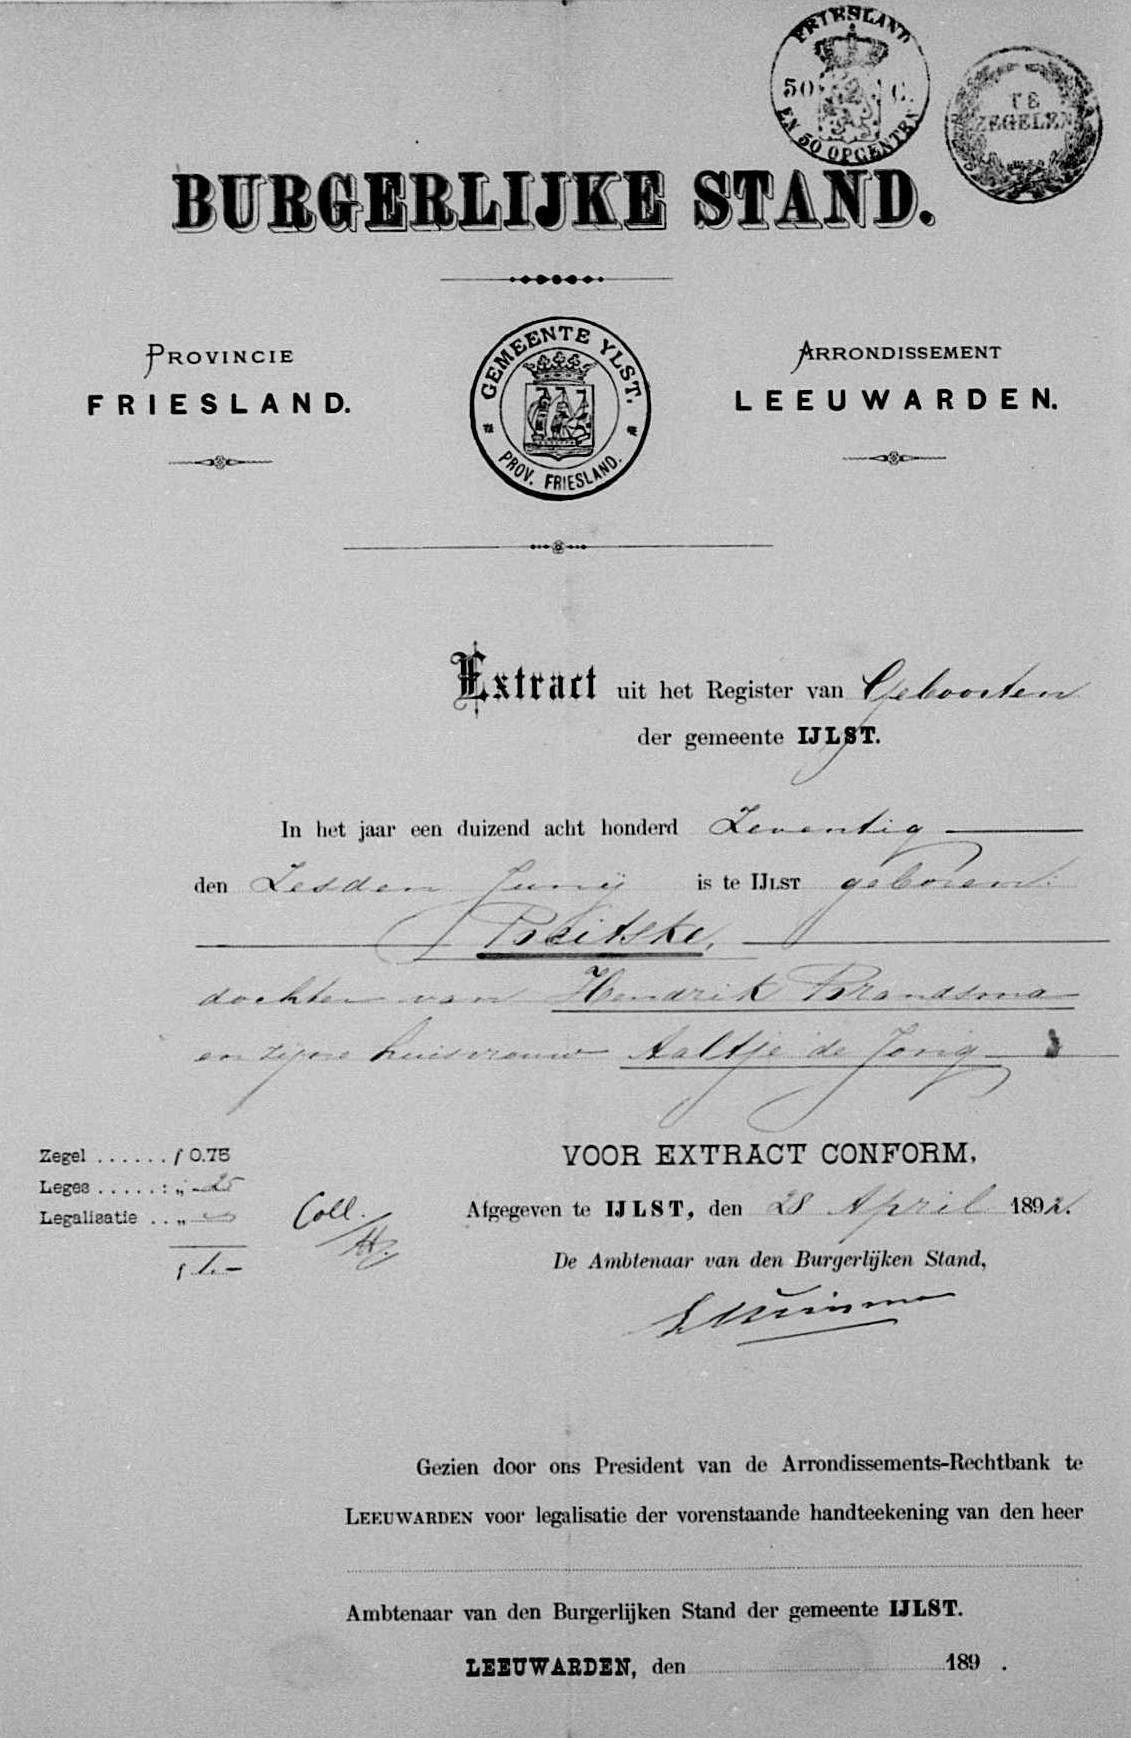 FRIESLAND
50 C.
EN 50 OPCENTEN
TE
ZEGELEN
BURGERLIJKE STAND.
PROVINCIE
FRIESLAND.
GEMEENTE YLST.
PROV. FRIESLAND.
ARRONDISSEMENT
LEEUWARDEN.
Extract uit het Register van Geboorten
der gemeente IJLST.
In het jaar een duizend acht honderd Zeventig
den Zesden Junij is te IJLST geboren:
Baitske,
dochter van Hendrik Brandsma
en zijne huisvrouw Aaltje de Jong
Zegel ...... f 0.75
Leges ..... : „ - 25
Legalisatie .. „ -
f 1.-
Coll.
VOOR EXTRACT CONFORM,
Afgegeven te IJLST, den 28 April 1892.
De Ambtenaar van den Burgerlijken Stand,
Gezien door ons President van de Arrondissements-Rechtbank te
LEEUWARDEN voor legalisatie der vorenstaande handteekening van den heer
Ambtenaar van den Burgerlijken Stand der gemeente IJLST.
LEEUWARDEN, den 189 .